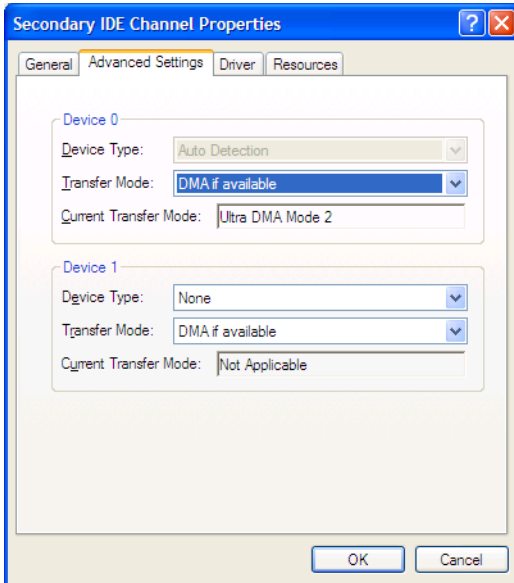 Secondary IDE Channel Properties
General Advanced Settings Driver Resources
Device 0
Device Type: Auto Detection
Transfer Mode: DMA if available
Current Transfer Mode: Ultra DMA Mode 2
Device 1
Device Type: None
Transfer Mode: DMA if available
Current Transfer Mode: Not Applicable
OK Cancel